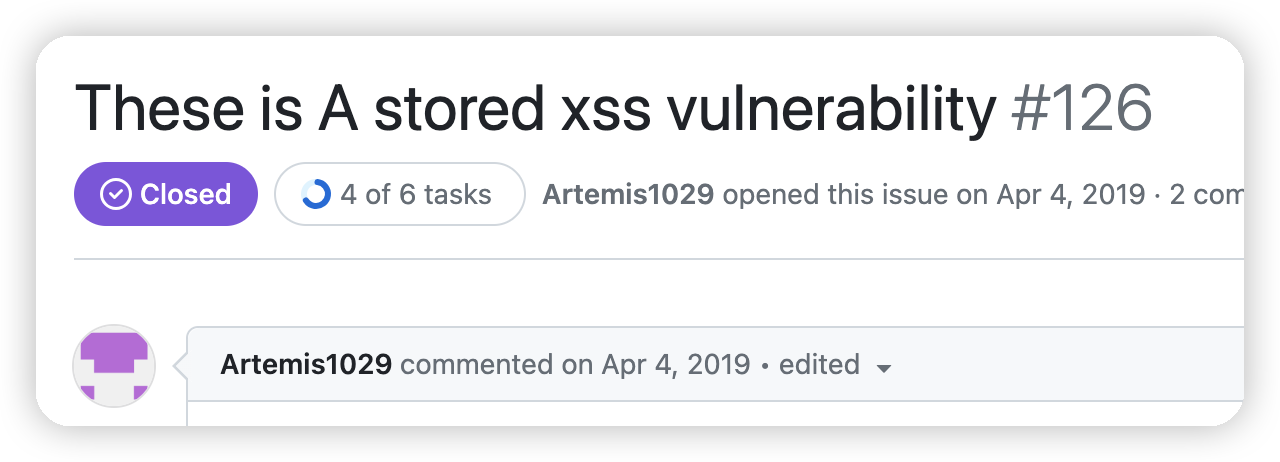 These is A stored xss vulnerability #126
Closed 4 of 6 tasks Artemis1029 opened this issue on Apr 4, 2019 · 2 com
Artemis1029 commented on Apr 4, 2019 • edited